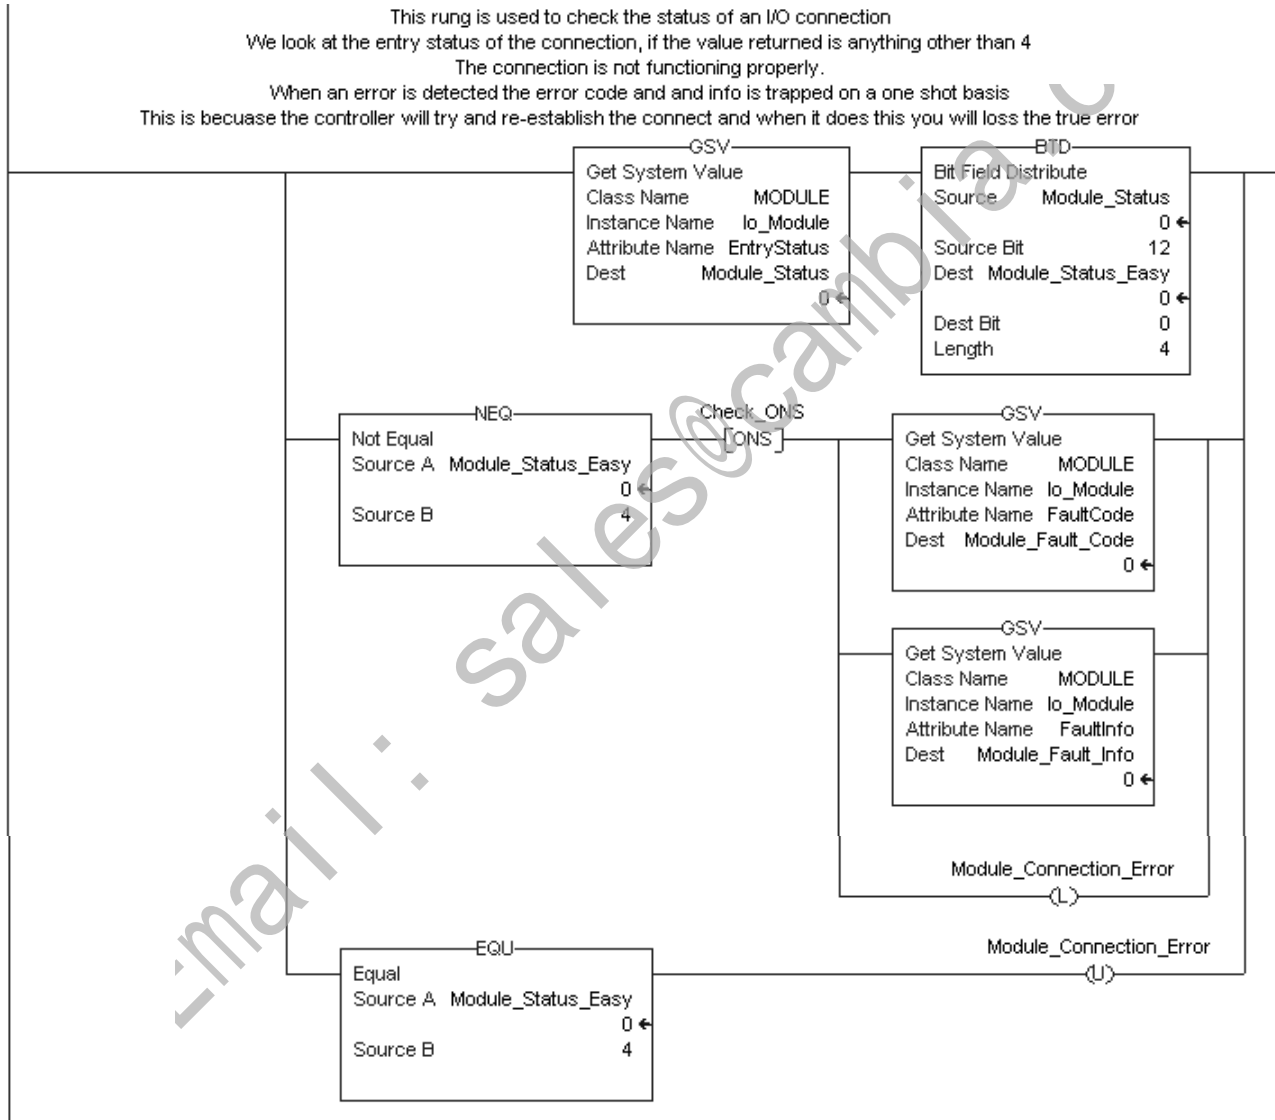 This rung is used to check the status of an I/O connection
We look at the entry status of the connection, if the value returned is anything other than 4
The connection is not functioning properly.
When an error is detected the error code and and info is trapped on a one shot basis
This is becuase the controller will try and re-establish the connect and when it does this you will loss the true error
GSV
Get System Value
Class Name MODULE
Instance Name Io_Module
Attribute Name EntryStatus
Dest Module_Status
0
BTD
Bit Field Distribute
Source Module_Status
0
Source Bit 12
Dest Module_Status_Easy
0
Dest Bit 0
Length 4
NEQ
Not Equal
Source A Module_Status_Easy
0
Source B 4
Check_ONS
ONS
GSV
Get System Value
Class Name MODULE
Instance Name Io_Module
Attribute Name FaultCode
Dest Module_Fault_Code
0
GSV
Get System Value
Class Name MODULE
Instance Name Io_Module
Attribute Name FaultInfo
Dest Module_Fault_Info
0
Module_Connection_Error
L
EQU
Equal
Source A Module_Status_Easy
0
Source B 4
Module_Connection_Error
U
mail: sales@cambia.